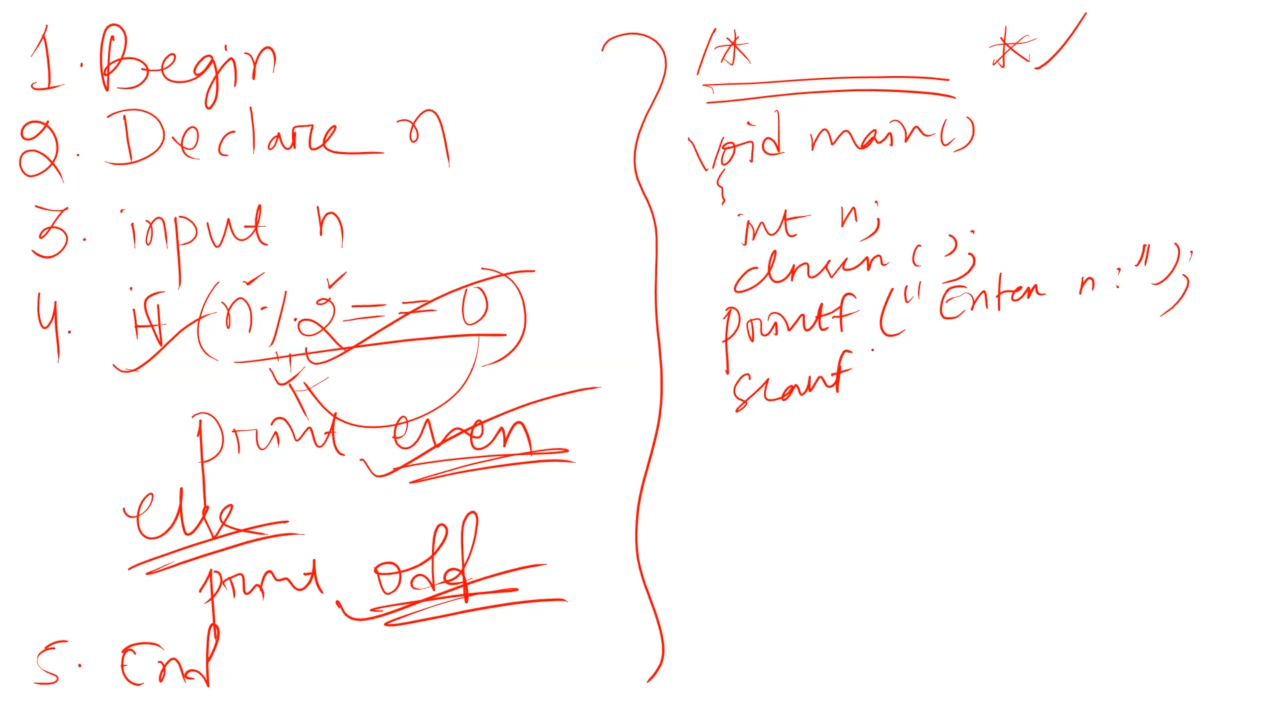 1. Begin
2. Declare n
3. input n
4. if (n % 2 == 0)
print even
else
print odd
5. End
/* */
void main()
{
int n;
clrscr();
printf("Enter n:");
scanf